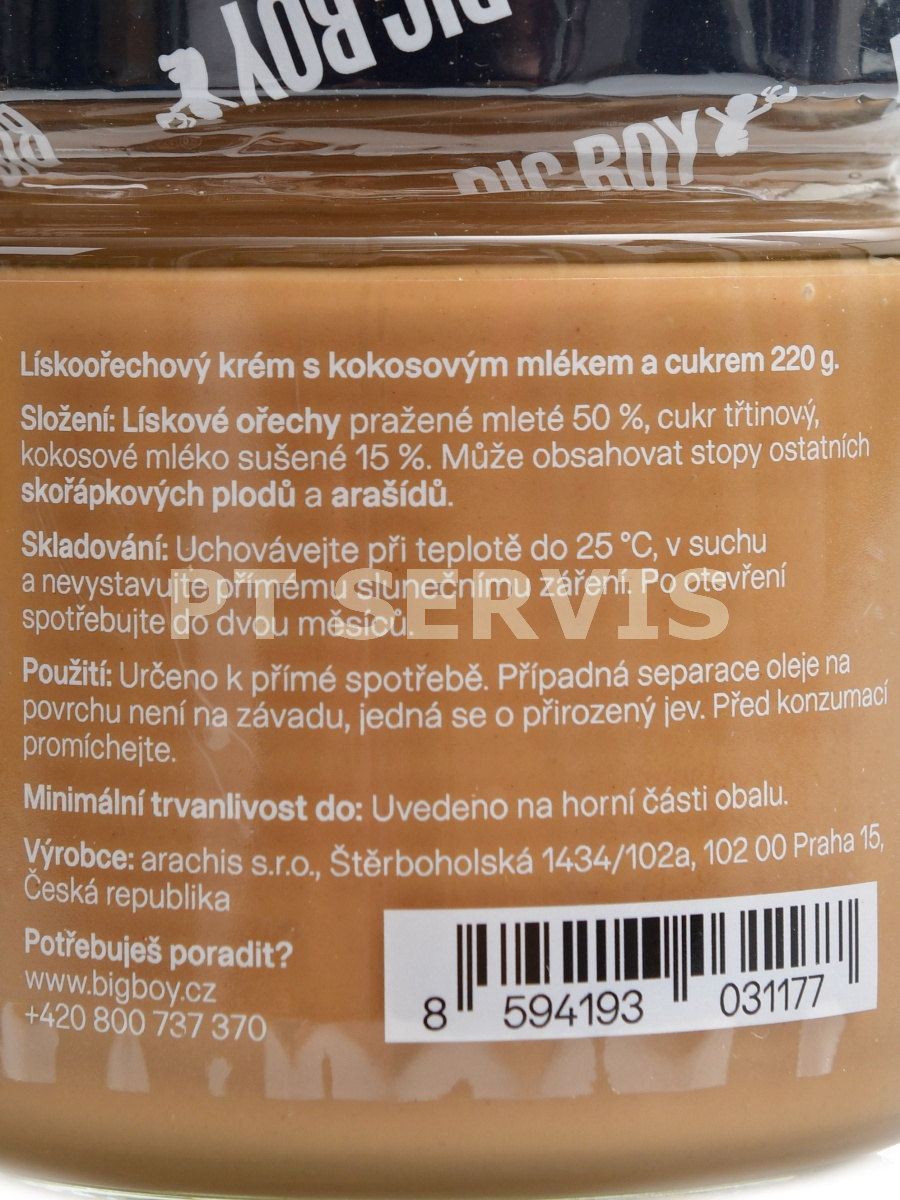 BIG BOY
BIG BOY
Lískoořechový krém s kokosovým mlékem a cukrem 220 g.
Složení: Lískové ořechy pražené mleté 50 %, cukr třtinový,
kokosové mléko sušené 15 %. Může obsahovat stopy ostatních
skořápkových plodů a arašídů.
Skladování: Uchovávejte při teplotě do 25 °C, v suchu
a nevystavujte přímému slunečnímu záření. Po otevření
spotřebujte do dvou měsíců.
PT SERVIS
Použití: Určeno k přímé spotřebě. Případná separace oleje na
povrchu není na závadu, jedná se o přirozený jev. Před konzumací
promíchejte.
Minimální trvanlivost do: Uvedeno na horní části obalu.
Výrobce: arachis s.r.o., Štěrboholská 1434/102a, 102 00 Praha 15,
Česká republika
Potřebuješ poradit?
www.bigboy.cz
+420 800 737 370
8 594193 031177